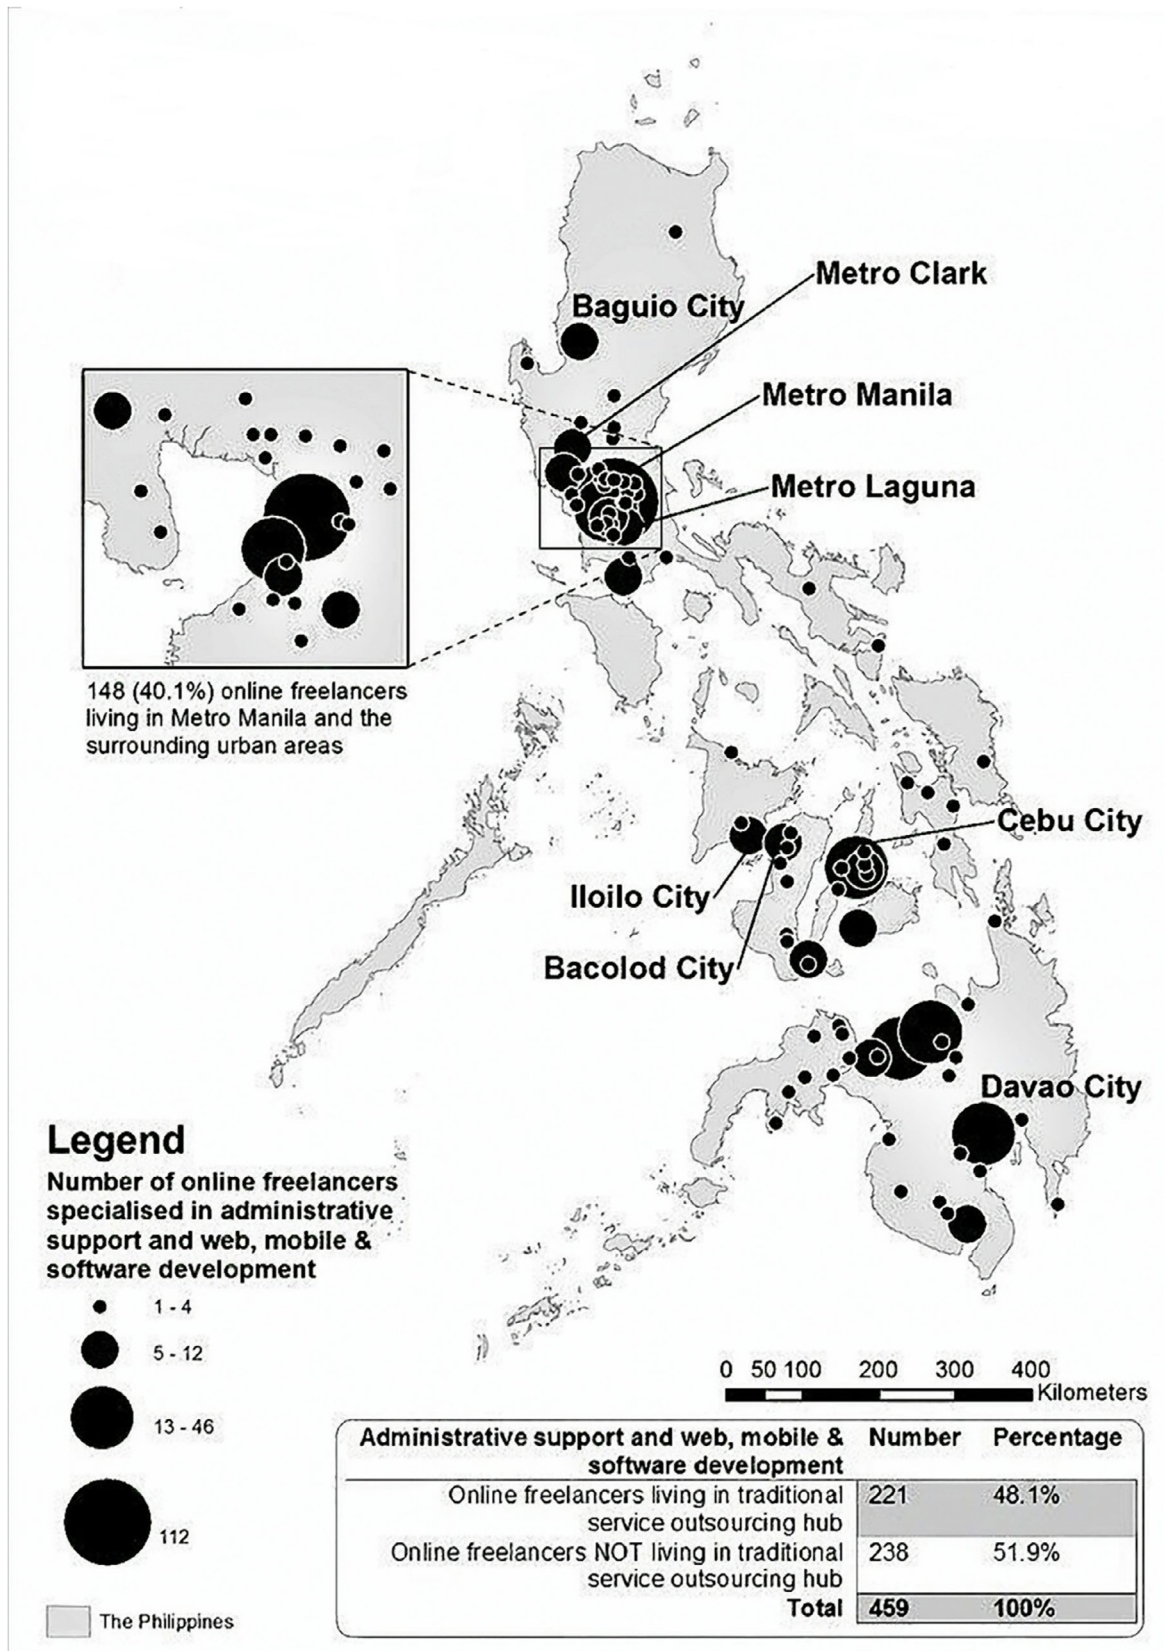 Metro Clark
Baguio City
Metro Manila
Metro Laguna
148 (40.1%) online freelancers
living in Metro Manila and the
surrounding urban areas
Cebu City
Iloilo City
Bacolod City
Davao City
Legend
Number of online freelancers
specialised in administrative
support and web, mobile &
software development
1 - 4
5 - 12
13 - 46
112
The Philippines
0 50 100 200 300 400
Kilometers
Administrative support and web, mobile & Number Percentage
software development
Online freelancers living in traditional 221 48.1%
service outsourcing hub
Online freelancers NOT living in traditional 238 51.9%
service outsourcing hub
Total 459 100%